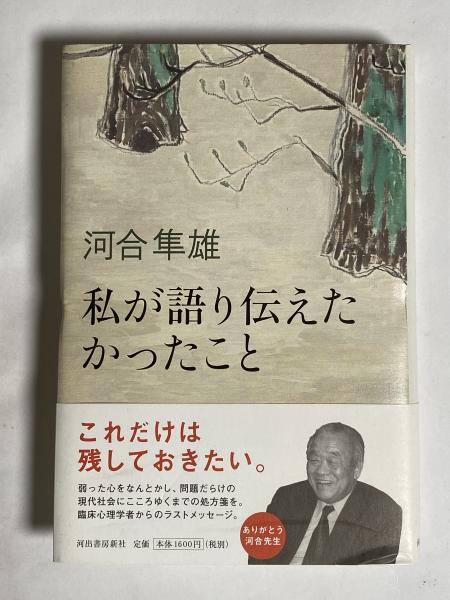 河合隼雄
私が語り伝えた
かったこと
これだけは
残しておきたい。
弱った心をなんとかし、問題だらけの
現代社会にこころゆくまでの処方箋を。
臨床心理学者からのラストメッセージ。
ありがとう
河合先生
河出書房新社 定価 本体1600円(税別)